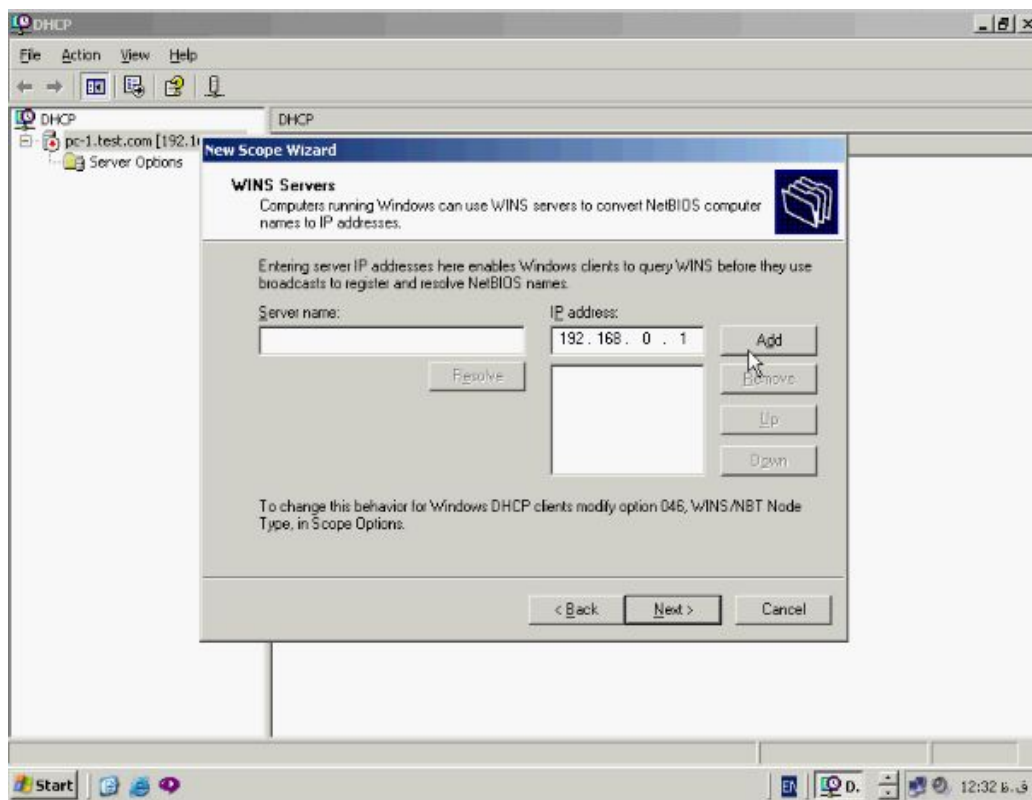 DHCP
File Action View Help
DHCP
DHCP
pc-1.test.com [192.1
Server Options
New Scope Wizard
WINS Servers
Computers running Windows can use WINS servers to convert NetBIOS computer
names to IP addresses.
Entering server IP addresses here enables Windows clients to query WINS before they use
broadcasts to register and resolve NetBIOS names.
Server name:
IP address:
192 . 168 . 0 . 1
Add
Resolve
Remove
Up
Down
To change this behavior for Windows DHCP clients modify option 046, WINS/NBT Node
Type, in Scope Options.
< Back
Next >
Cancel
Start
EN
D.
12:32 ق.ظ